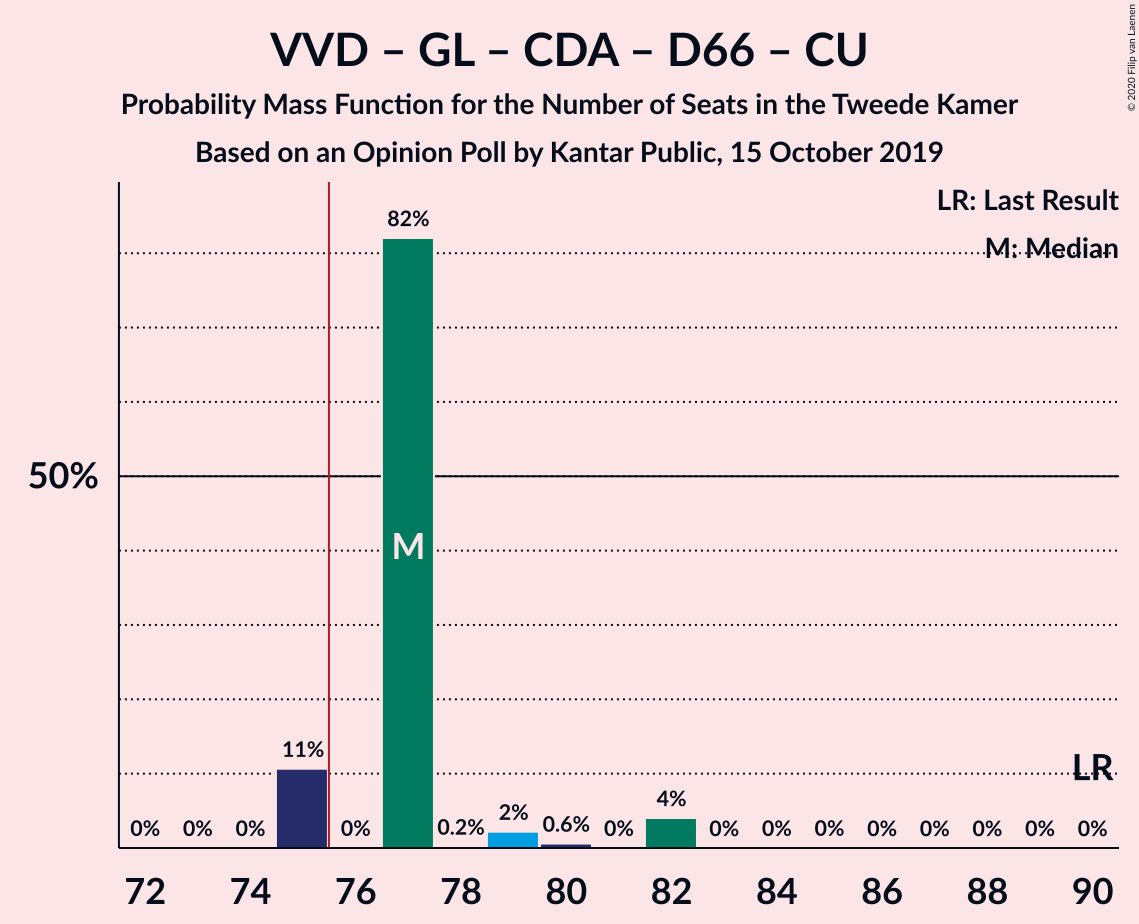 VVD – GL – CDA – D66 – CU
Probability Mass Function for the Number of Seats in the Tweede Kamer
Based on an Opinion Poll by Kantar Public, 15 October 2019
© 2020 Filip van Laenen
LR: Last Result
M: Median
82%
50%
M
11%
LR
0% 0% 0% 0% 0.2% 2% 0.6% 0% 4% 0% 0% 0% 0% 0% 0% 0% 0%
72 74 76 78 80 82 84 86 88 90